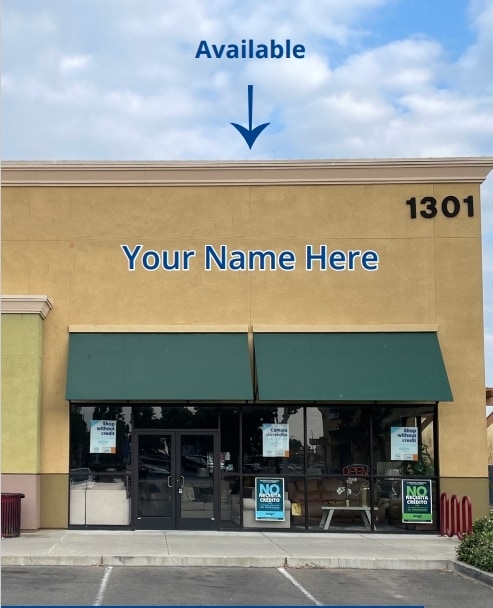 Available
1301
Your Name Here
Shop
without
credit
Shop
without
credit
OPEN
NO
NECESITA
CRÉDITO
NO
NECESITA
CRÉDITO